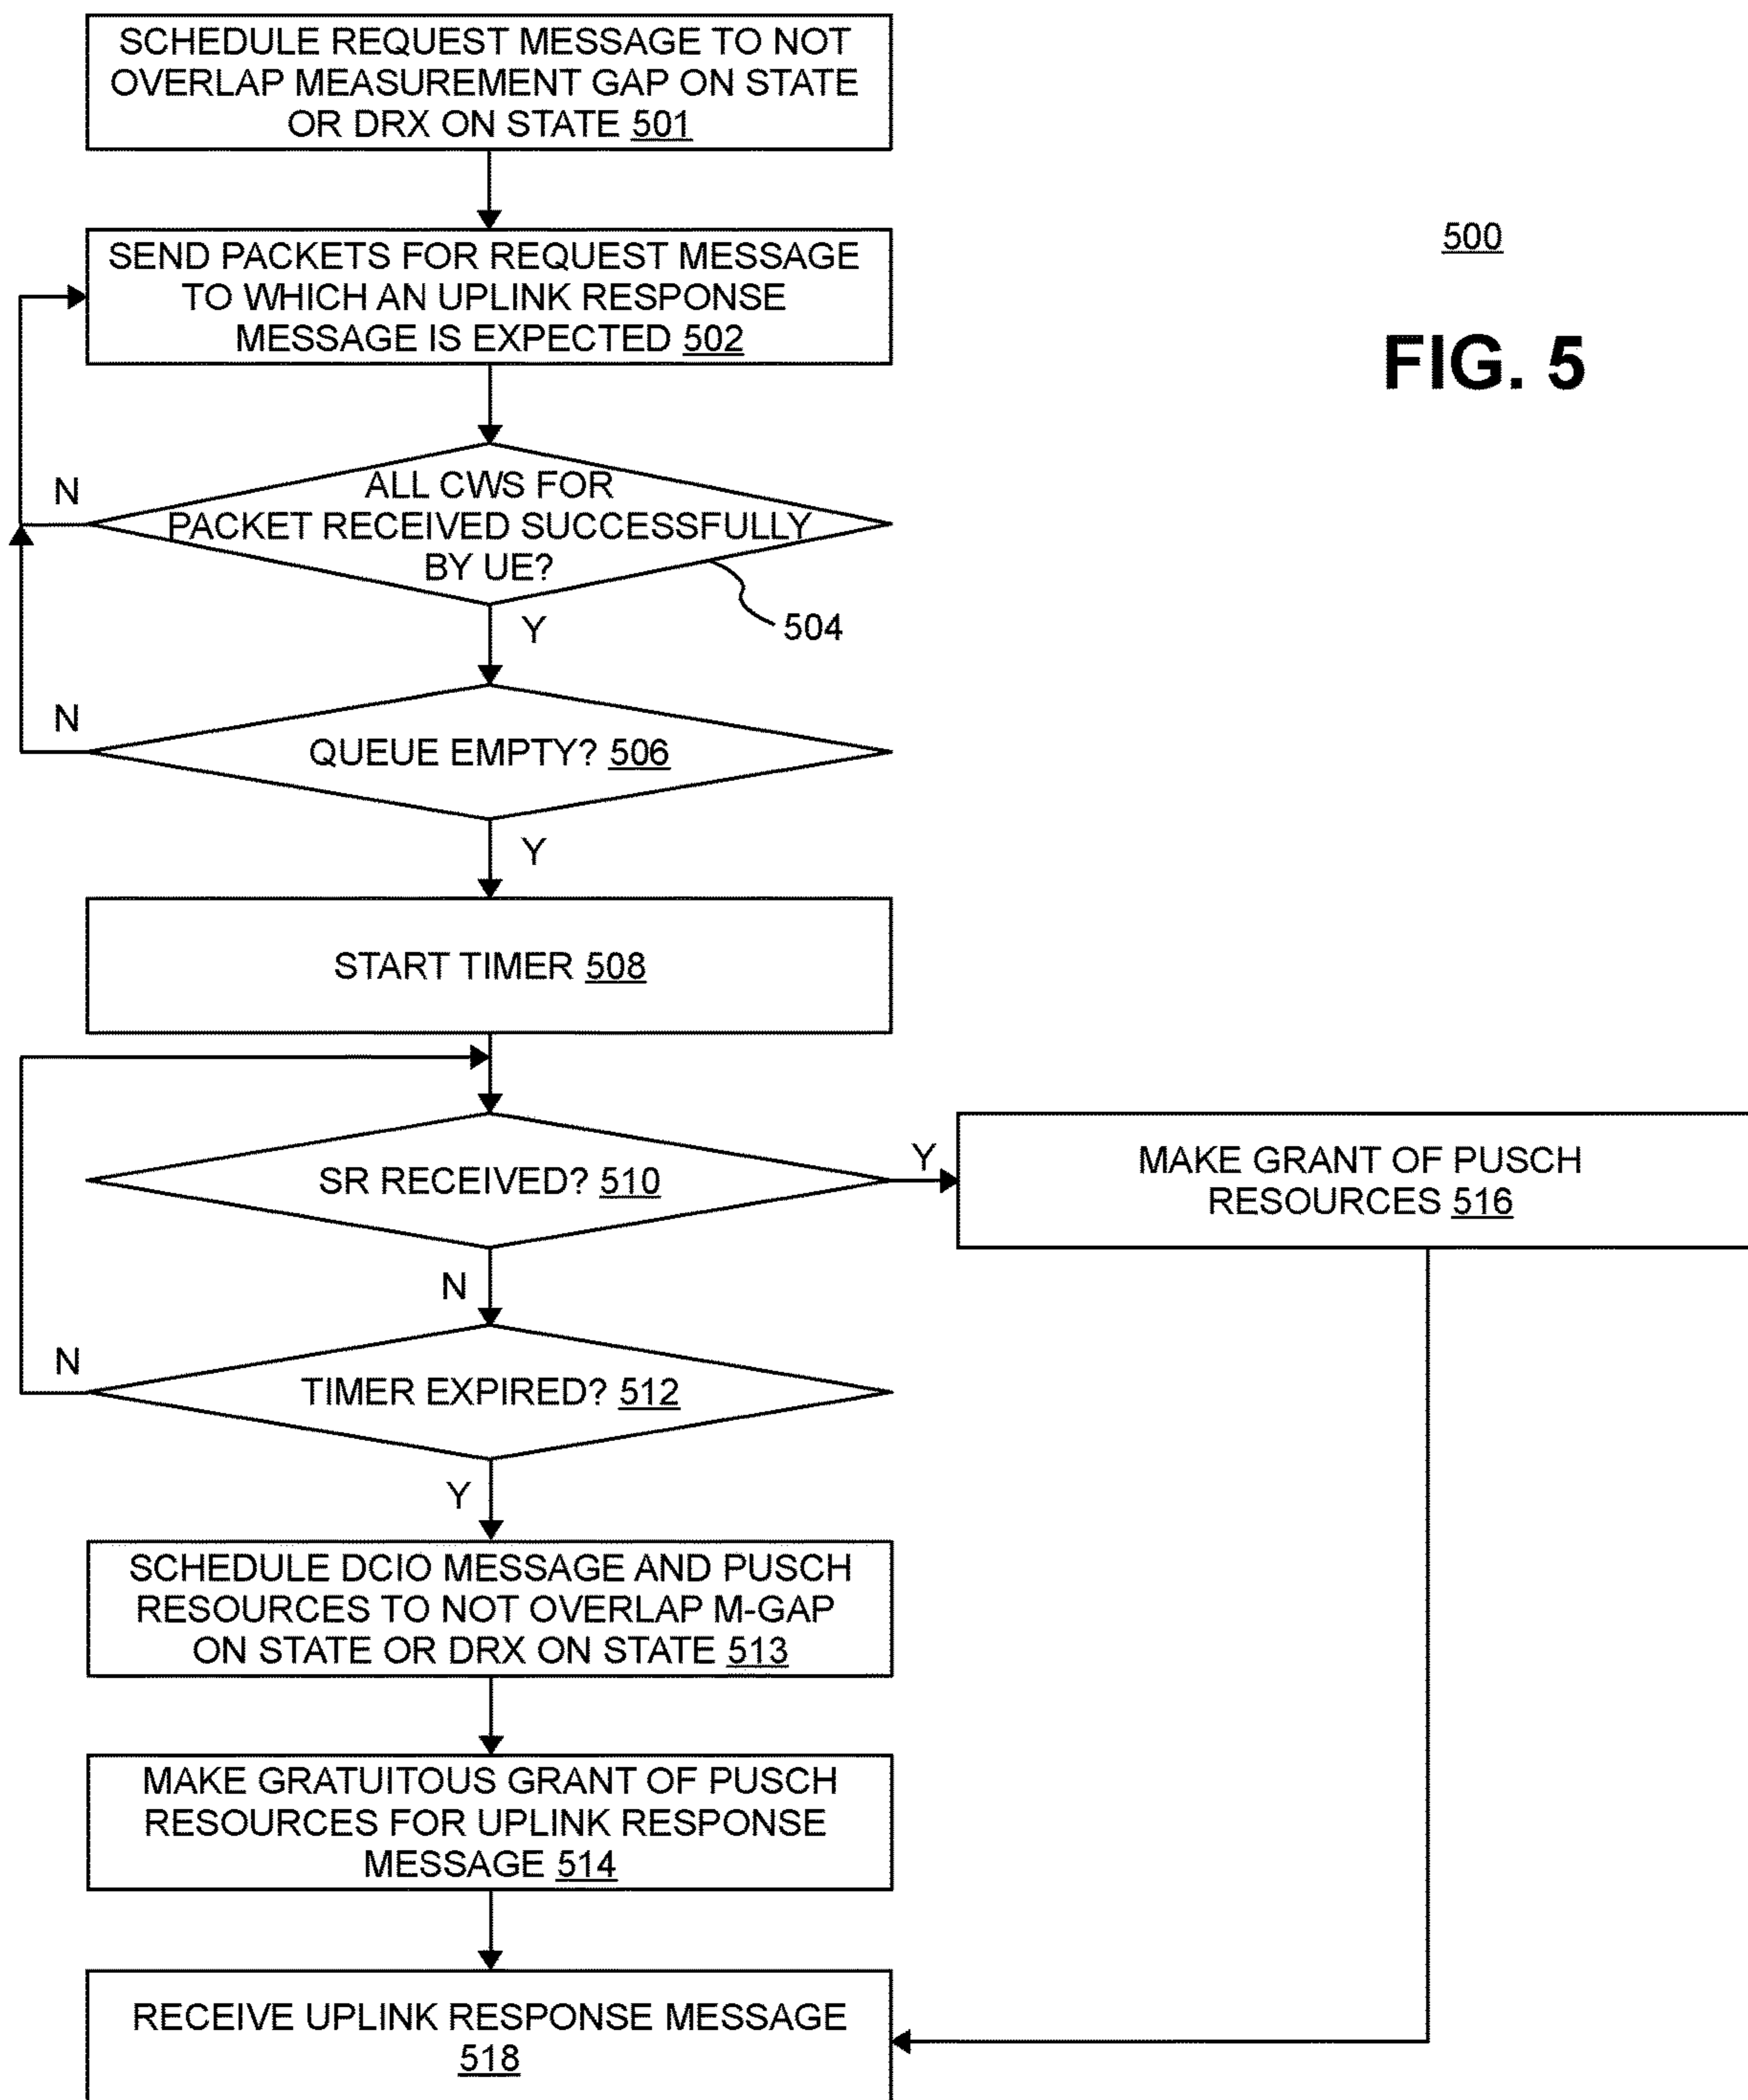 SCHEDULE REQUEST MESSAGE TO NOT
OVERLAP MEASUREMENT GAP ON STATE
OR DRX ON STATE 501
500
FIG. 5
SEND PACKETS FOR REQUEST MESSAGE
TO WHICH AN UPLINK RESPONSE
MESSAGE IS EXPECTED 502
N
ALL CWS FOR
PACKET RECEIVED SUCCESSFULLY
BY UE?
504
Y
N
QUEUE EMPTY? 506
Y
START TIMER 508
SR RECEIVED? 510
Y
MAKE GRANT OF PUSCH
RESOURCES 516
N
N
TIMER EXPIRED? 512
Y
SCHEDULE DCIO MESSAGE AND PUSCH
RESOURCES TO NOT OVERLAP M-GAP
ON STATE OR DRX ON STATE 513
MAKE GRATUITOUS GRANT OF PUSCH
RESOURCES FOR UPLINK RESPONSE
MESSAGE 514
RECEIVE UPLINK RESPONSE MESSAGE
518